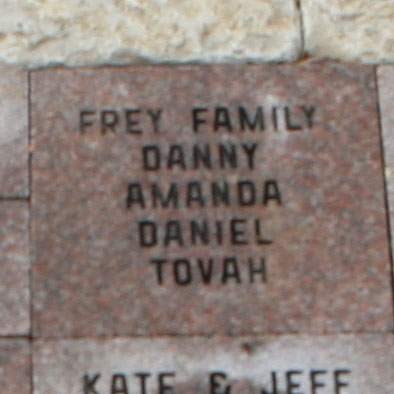 FREY FAMILY
DANNY
AMANDA
DANIEL
TOVAH
KATE & JEFF